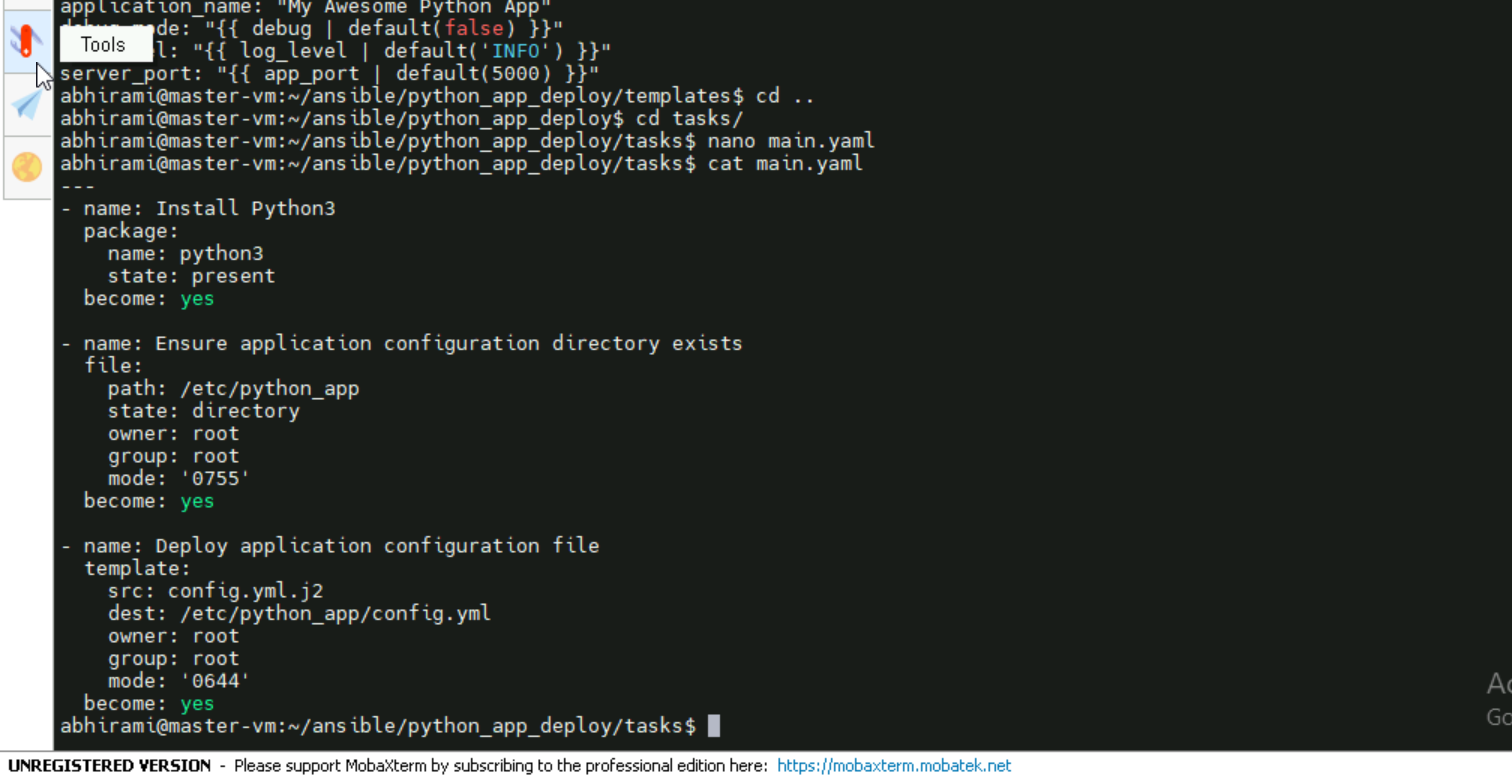 application_name: "My Awesome Python App"
de: "{{ debug | default(false) }}"
Tools
l: "{{ log_level | default('INFO') }}"
server_port: "{{ app_port | default(5000) }}"
abhirami@master-vm:~/ansible/python_app_deploy/templates$ cd ..
abhirami@master-vm:~/ansible/python_app_deploy$ cd tasks/
abhirami@master-vm:~/ansible/python_app_deploy/tasks$ nano main.yaml
abhirami@master-vm:~/ansible/python_app_deploy/tasks$ cat main.yaml
---
- name: Install Python3
  package:
    name: python3
    state: present
  become: yes

- name: Ensure application configuration directory exists
  file:
    path: /etc/python_app
    state: directory
    owner: root
    group: root
    mode: '0755'
  become: yes

- name: Deploy application configuration file
  template:
    src: config.yml.j2
    dest: /etc/python_app/config.yml
    owner: root
    group: root
    mode: '0644'
  become: yes
abhirami@master-vm:~/ansible/python_app_deploy/tasks$
UNREGISTERED VERSION - Please support MobaXterm by subscribing to the professional edition here: https://mobaxterm.mobatek.net